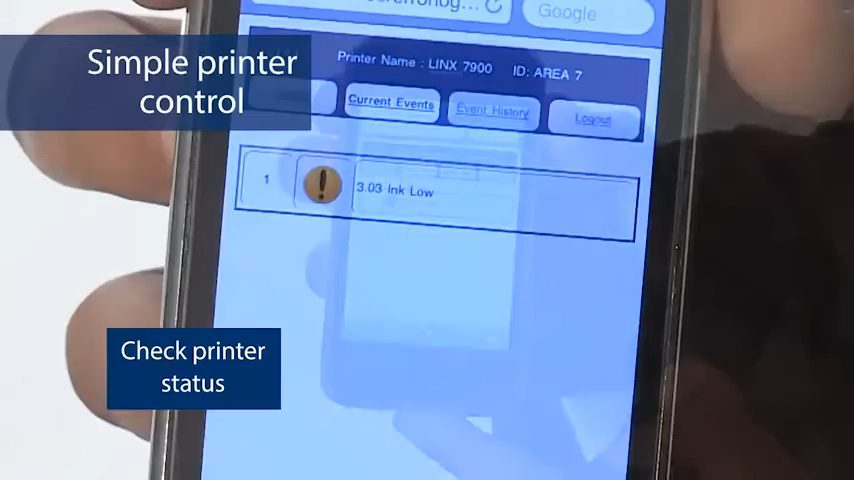 Google
Simple printer
control
Printer Name : LINX 7900 ID: AREA 7
Current Events Event History Logout
1 ! 3.03 Ink Low
Check printer
status